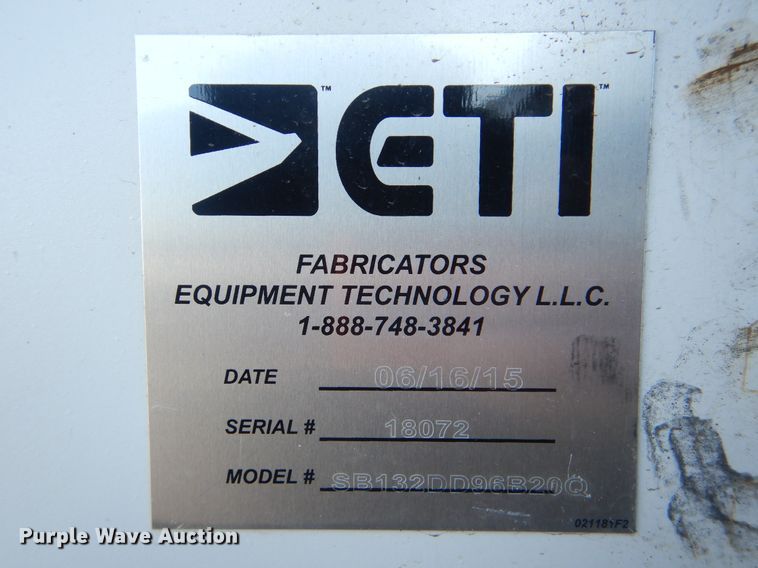 ETI
FABRICATORS
EQUIPMENT TECHNOLOGY L.L.C.
1-888-748-3841
DATE 06/16/15
SERIAL # 18072
MODEL # SB132DD96B20Q
021181F2
Purple Wave Auction